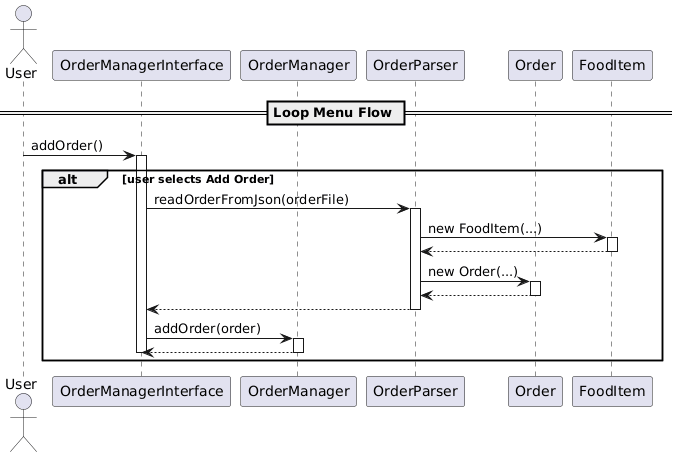 User
OrderManagerInterface
OrderManager
OrderParser
Order
FoodItem
Loop Menu Flow
addOrder()
alt
[user selects Add Order]
readOrderFromJson(orderFile)
new FoodItem(...)
new Order(...)
addOrder(order)
User
OrderManagerInterface
OrderManager
OrderParser
Order
FoodItem